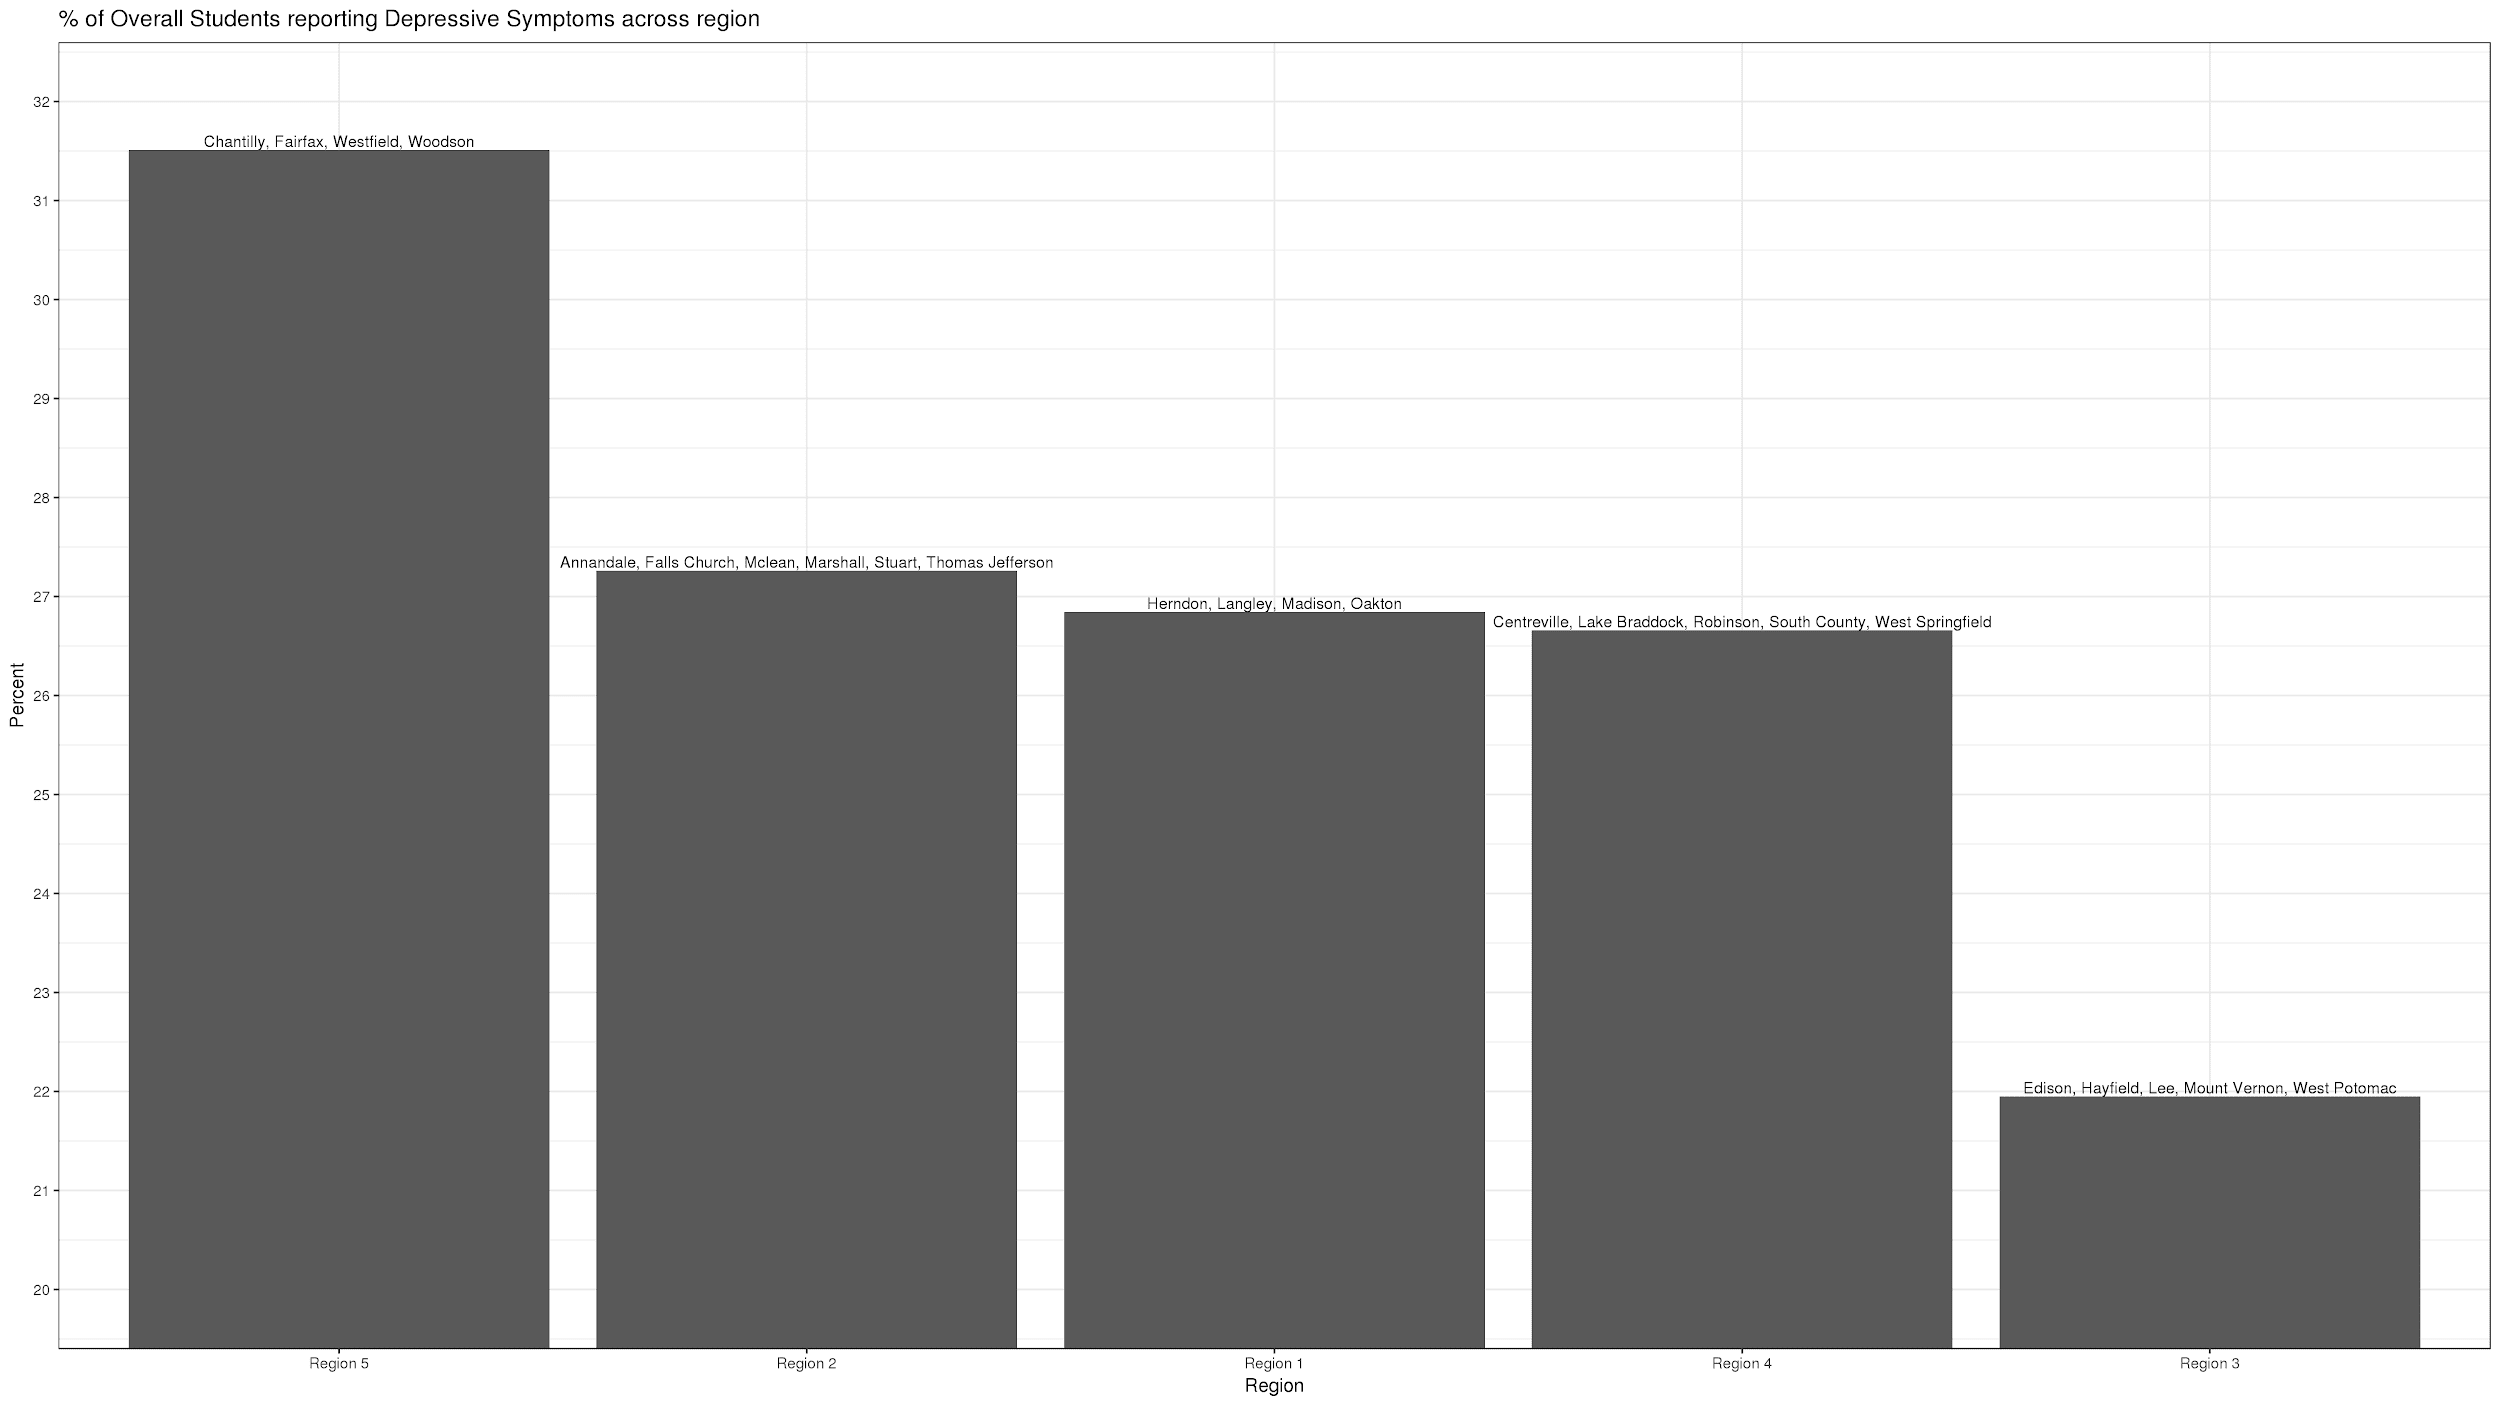 % of Overall Students reporting Depressive Symptoms across region
32
Chantilly, Fairfax, Westfield, Woodson
31
30
29
28
Annandale, Falls Church, Mclean, Marshall, Stuart, Thomas Jefferson
27
Herndon, Langley, Madison, Oakton
Centreville, Lake Braddock, Robinson, South County, West Springfield
Percent
26
25
24
23
22
Edison, Hayfield, Lee, Mount Vernon, West Potomac
21
20
Region 5 Region 2 Region 1 Region 4 Region 3
Region